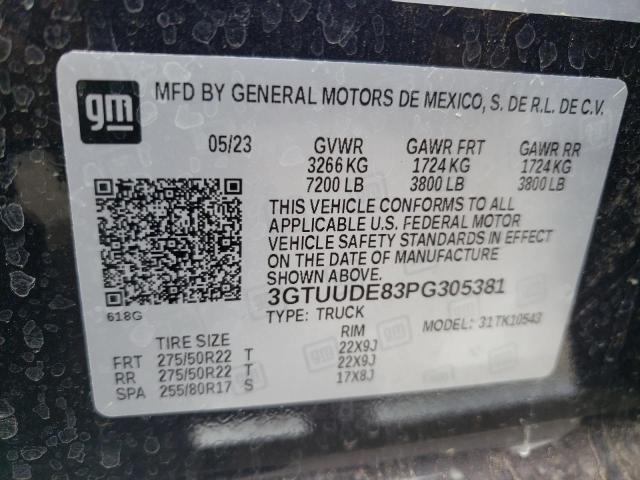 gm MFD BY GENERAL MOTORS DE MEXICO, S. DE R.L. DE C.V.
05/23 GVWR GAWR FRT GAWR RR
3266 KG 1724 KG 1724 KG
7200 LB 3800 LB 3800 LB
THIS VEHICLE CONFORMS TO ALL
APPLICABLE U.S. FEDERAL MOTOR
VEHICLE SAFETY STANDARDS IN EFFECT
ON THE DATE OF MANUFACTURE
SHOWN ABOVE.
3GTUUDE83PG305381
618G TYPE: TRUCK MODEL: 31TK10543
TIRE SIZE RIM
FRT 275/50R22 T 22X9J
RR 275/50R22 T 22X9J
SPA 255/80R17 S 17X8J